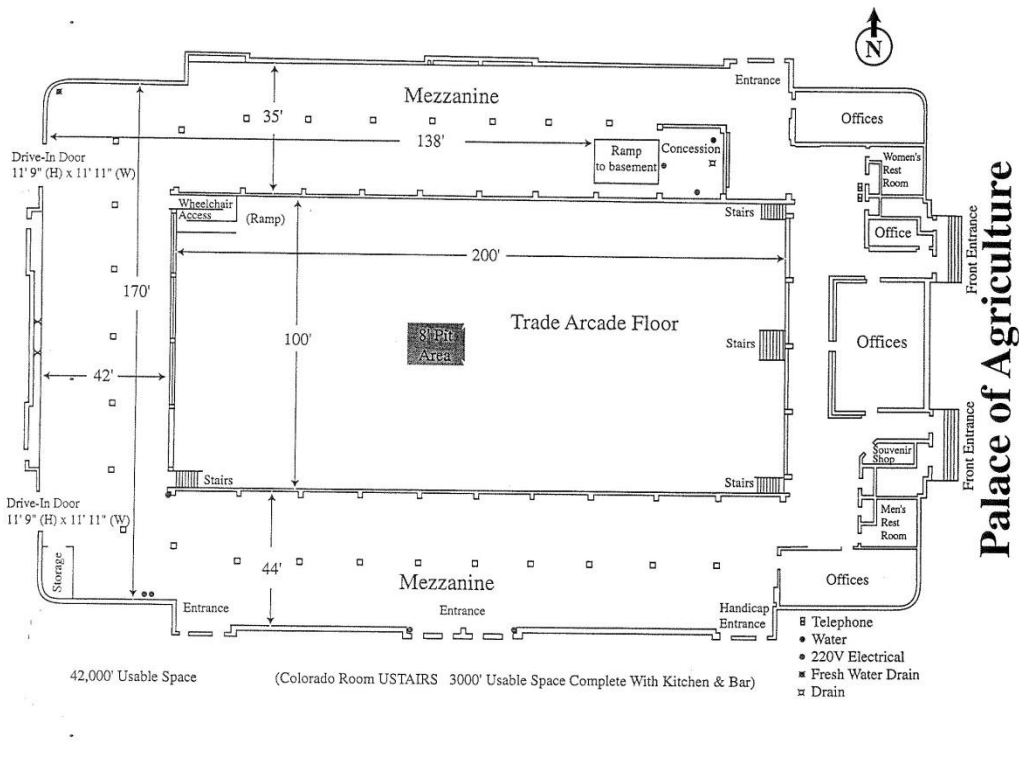 N
Entrance
Mezzanine
35'
Offices
138'
Drive-In Door
11' 9" (H) x 11' 11" (W)
Ramp
to basement
Concession
Women's
Rest
Room
Wheelchair
Access
(Ramp)
Stairs
Office
Front Entrance
200'
170'
Trade Arcade Floor
100'
8' Pit
Area
Stairs
Offices
42'
Palace of Agriculture
Front Entrance
Souvenir
Shop
Stairs
Stairs
Drive-In Door
11' 9" (H) x 11' 11" (W)
Men's
Rest
Room
Storage
44'
Mezzanine
Offices
Entrance
Entrance
Handicap
Entrance
Telephone
Water
220V Electrical
Fresh Water Drain
Drain
42,000' Usable Space
(Colorado Room USTAIRS 3000' Usable Space Complete With Kitchen & Bar)